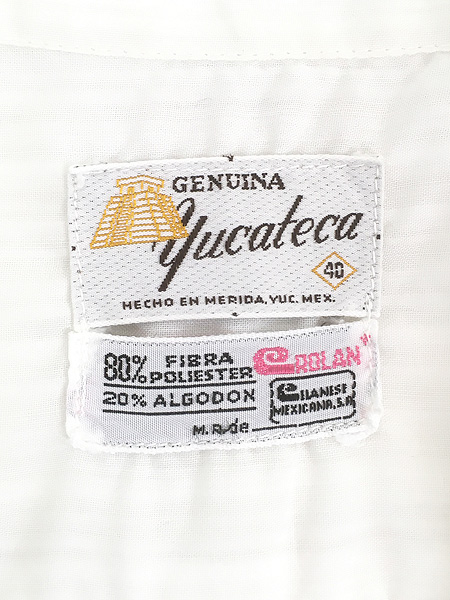 GENUINA
Yucateca
40
HECHO EN MERIDA, YUC. MEX.
80% FIBRA POLIESTER
CROLAN
20% ALGODON
CELANESE MEXICANA, S.A.
M.R. de